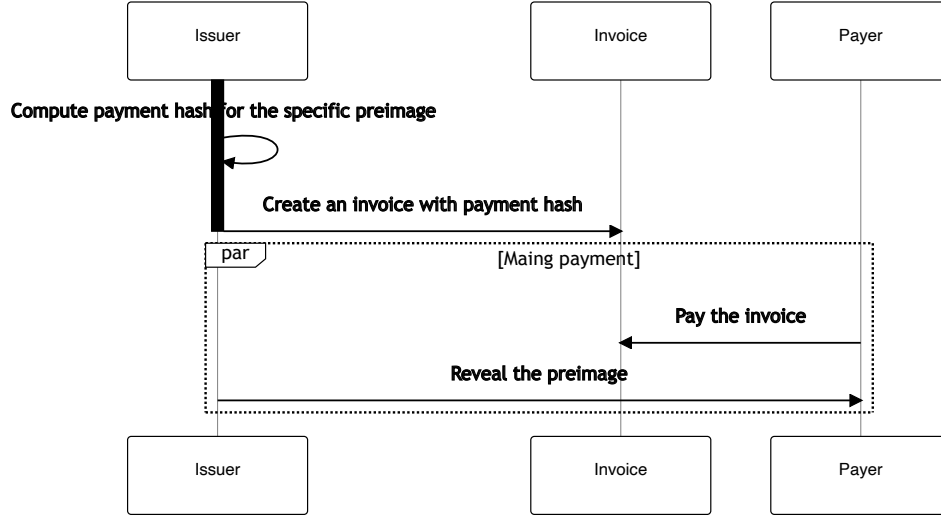 Issuer
Invoice
Payer
Compute payment hash for the specific preimage
Create an invoice with payment hash
par
[Maing payment]
Pay the invoice
Reveal the preimage
Issuer
Invoice
Payer